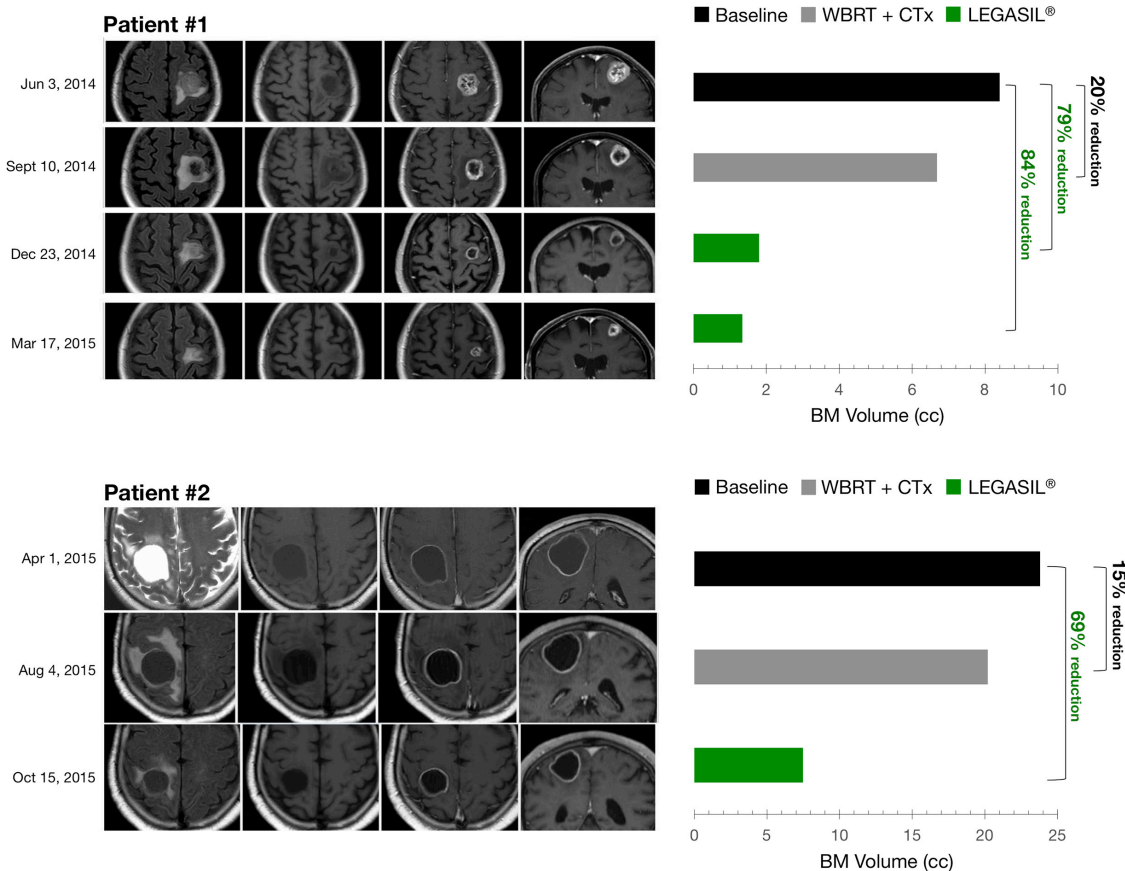 Patient #1
Baseline WBRT + CTx LEGASIL®
Jun 3, 2014
Sept 10, 2014
Dec 23, 2014
Mar 17, 2015
20% reduction
79% reduction
84% reduction
0 2 4 6 8 10
BM Volume (cc)
Patient #2
Baseline WBRT + CTx LEGASIL®
Apr 1, 2015
Aug 4, 2015
Oct 15, 2015
15% reduction
69% reduction
0 5 10 15 20 25
BM Volume (cc)